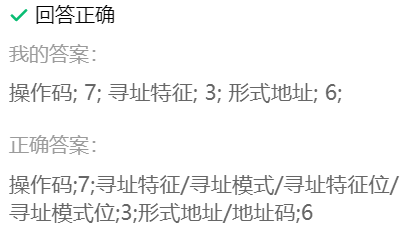 回答正确
我的答案：
操作码; 7; 寻址特征; 3; 形式地址; 6;
正确答案：
操作码;7;寻址特征/寻址模式/寻址特征位/
寻址模式位;3;形式地址/地址码;6